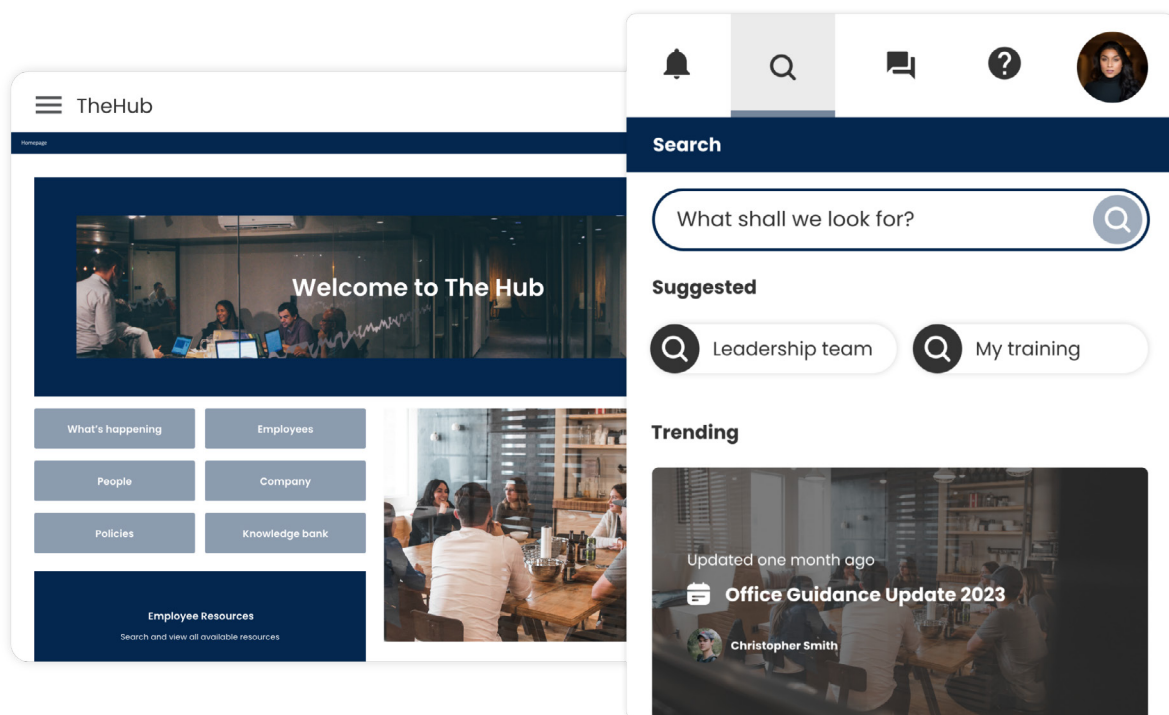 TheHub
Homepage
Welcome to The Hub
What's happening
Employees
People
Company
Policies
Knowledge bank
Employee Resources
Search and view all available resources
Search
What shall we look for?
Suggested
Leadership team
My training
Trending
Updated one month ago
Office Guidance Update 2023
Christopher Smith